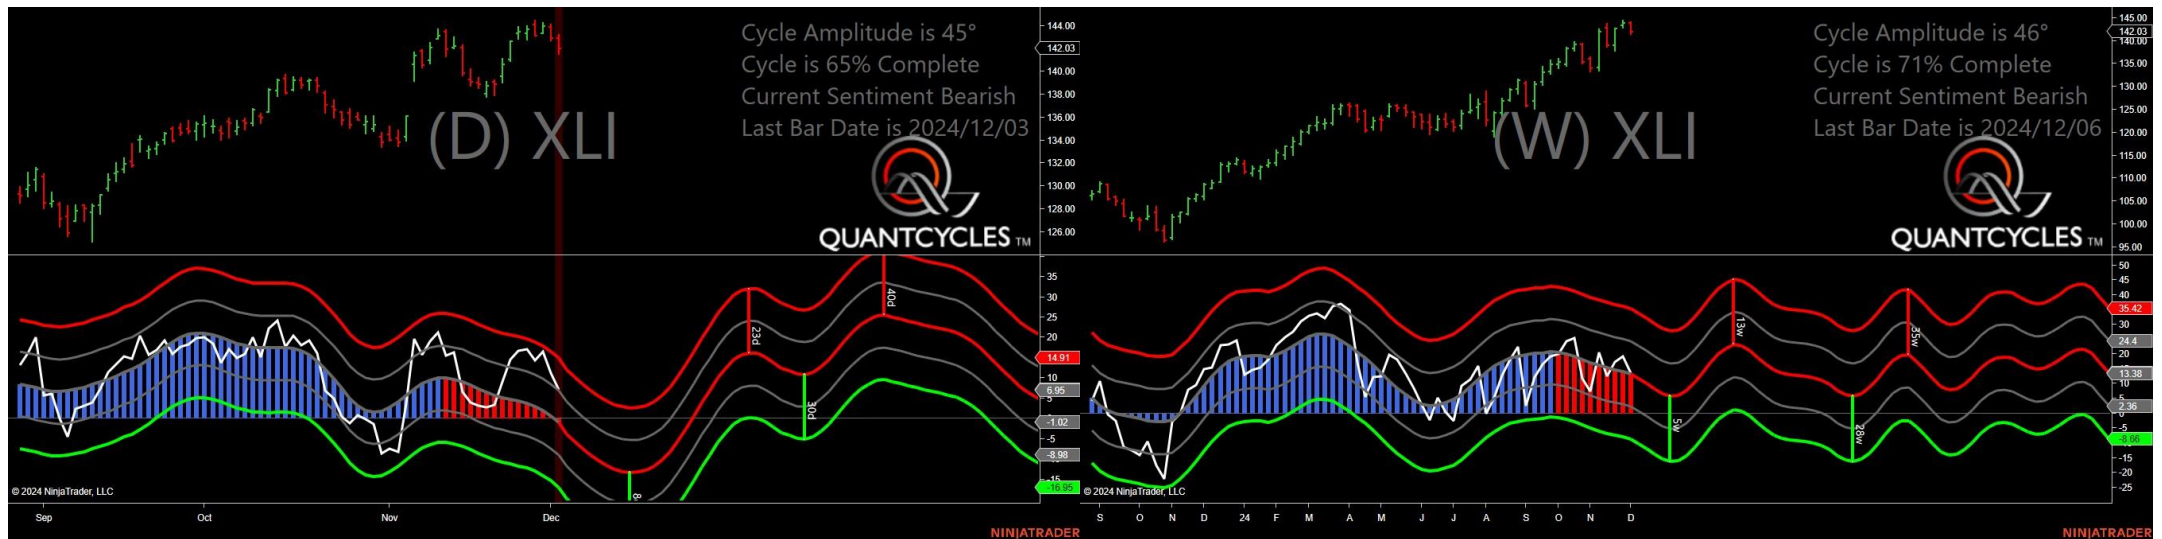 Cycle Amplitude is 45°
Cycle is 65% Complete
Current Sentiment Bearish
Last Bar Date is 2024/12/03
(D) XLI
QUANTCYCLES TM
144.00
142.03
140.00
138.00
136.00
134.00
132.00
130.00
128.00
126.00
23d
30d
40d
35
30
25
20
14.91
10
6.95
5
-1.02
-5
-8.98
-16.95
© 2024 NinjaTrader, LLC
Sep Oct Nov Dec
NINJATRADER
Cycle Amplitude is 46°
Cycle is 71% Complete
Current Sentiment Bearish
Last Bar Date is 2024/12/06
(W) XLI
QUANTCYCLES TM
145.00
142.03
140.00
135.00
130.00
125.00
120.00
115.00
110.00
105.00
100.00
95.00
5w
13w
28w
50
45
40
35.42
30
24.4
20
13.38
10
5
2.36
-5
-8.66
-15
-20
-25
© 2024 NinjaTrader, LLC
S O N D 24 F M A M J J A S O N D
NINJATRADER